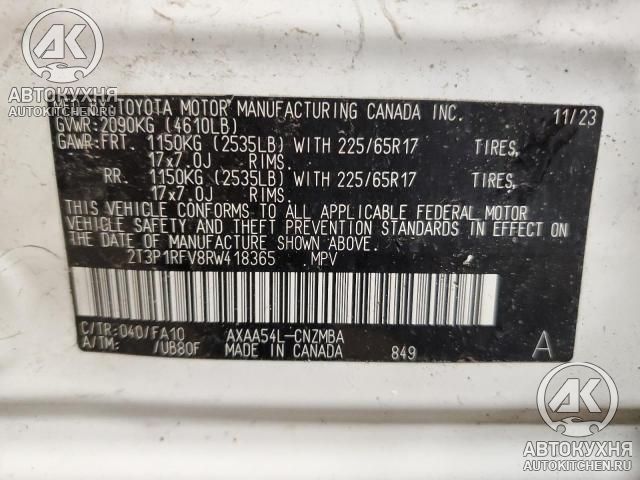 АК
АВТОКУХНЯ
AUTOKITCHEN.RU
TOYOTA MOTOR MANUFACTURING CANADA INC. 11/23
GVWR:2090KG (4610LB)
GAWR:FRT. 1150KG (2535LB) WITH 225/65R17 TIRES,
17x7.0J RIMS.
RR. 1150KG (2535LB) WITH 225/65R17 TIRES,
17x7.0J RIMS.
THIS VEHICLE CONFORMS TO ALL APPLICABLE FEDERAL MOTOR
VEHICLE SAFETY AND THEFT PREVENTION STANDARDS IN EFFECT
ON THE DATE OF MANUFACTURE SHOWN ABOVE.
2T3P1RFV8RW418365 MPV
C/TR:040/FA10 AXAA54L-CNZMBA
A/TM: /UB80F MADE IN CANADA 849 A
АК
АВТОКУХНЯ
AUTOKITCHEN.RU